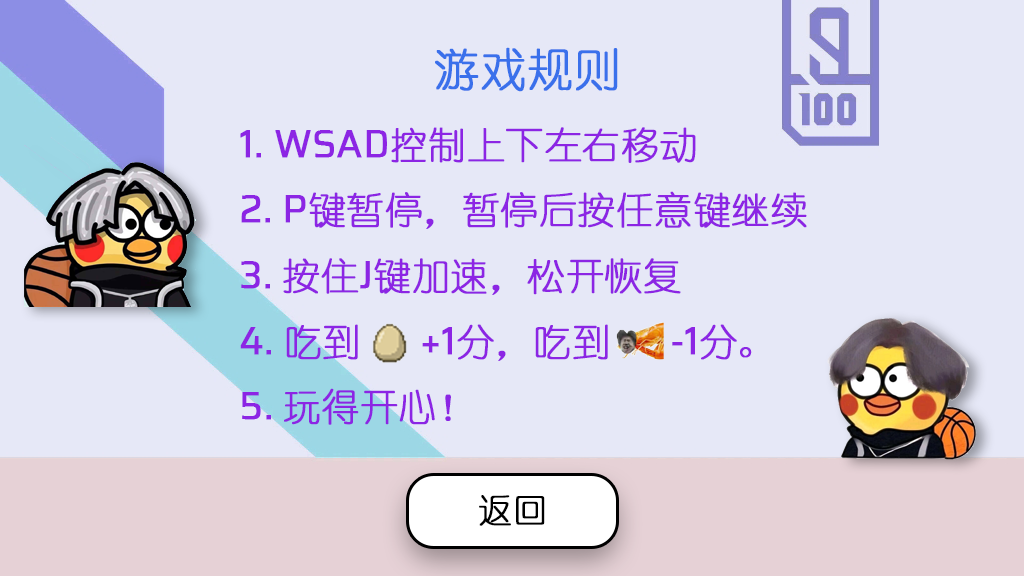 游戏规则
100
1. WSAD控制上下左右移动
2. P键暂停，暂停后按任意键继续
3. 按住J键加速，松开恢复
4. 吃到 +1分，吃到 -1分。
5. 玩得开心！
返回